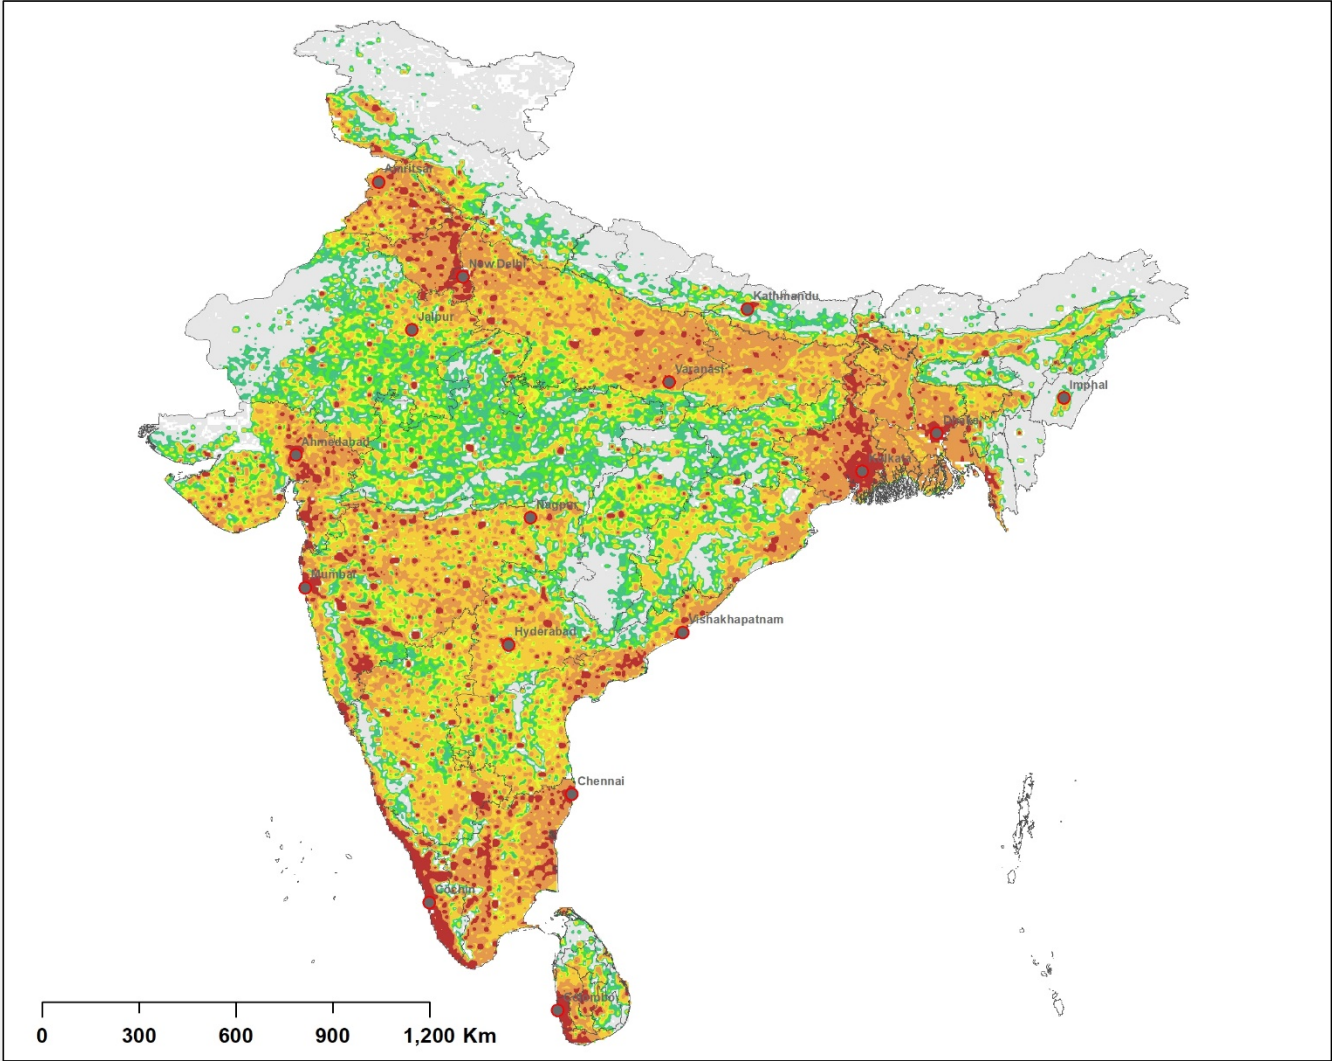 Amritsar
New Delhi
Kathmandu
Jaipur
Varanasi
Imphal
Dhaka
Ahmedabad
Kolkata
Nagpur
Mumbai
Vishakhapatnam
Hyderabad
Chennai
Cochin
Colombo
0 300 600 900 1,200 Km